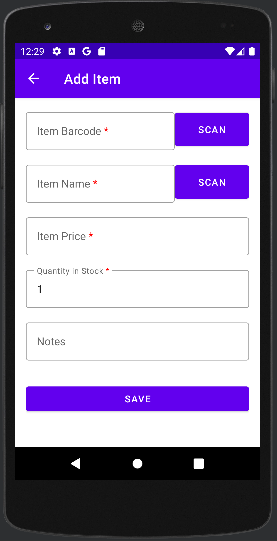 12:29
Add Item
Item Barcode *
SCAN
Item Name *
SCAN
Item Price *
Quantity In Stock *
1
Notes
SAVE